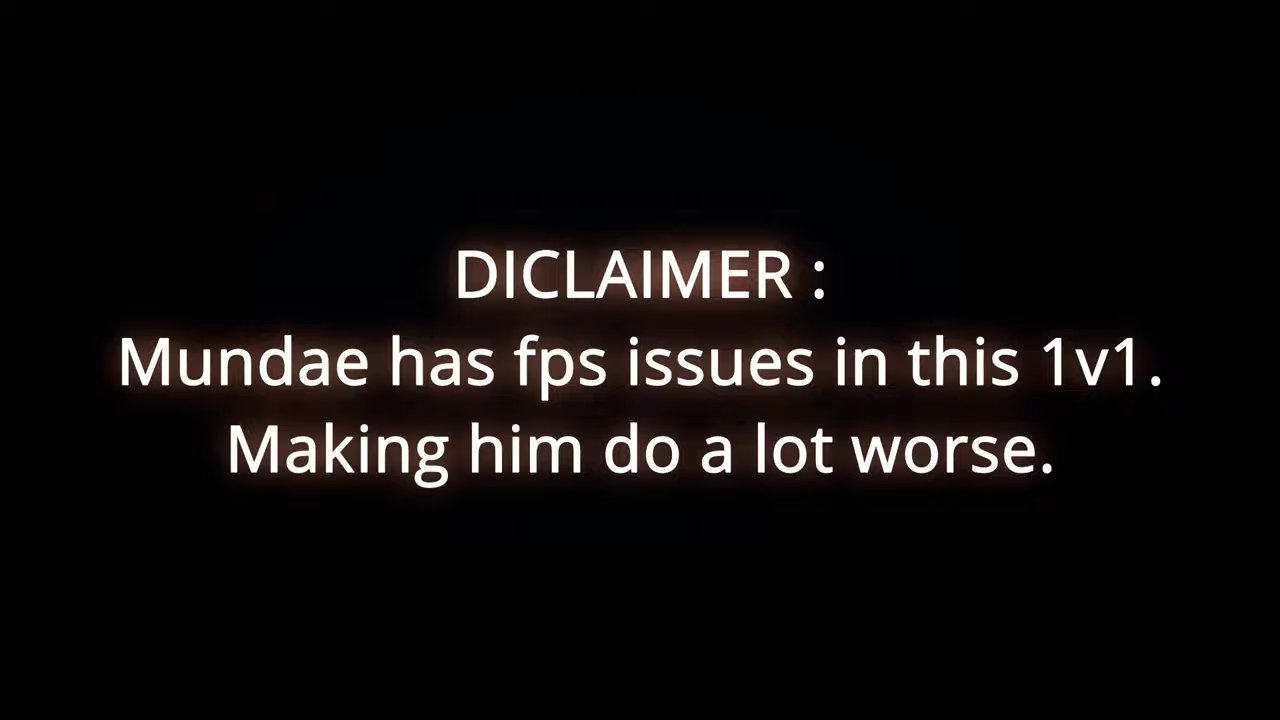 DICLAIMER :
Mundae has fps issues in this 1v1.
Making him do a lot worse.